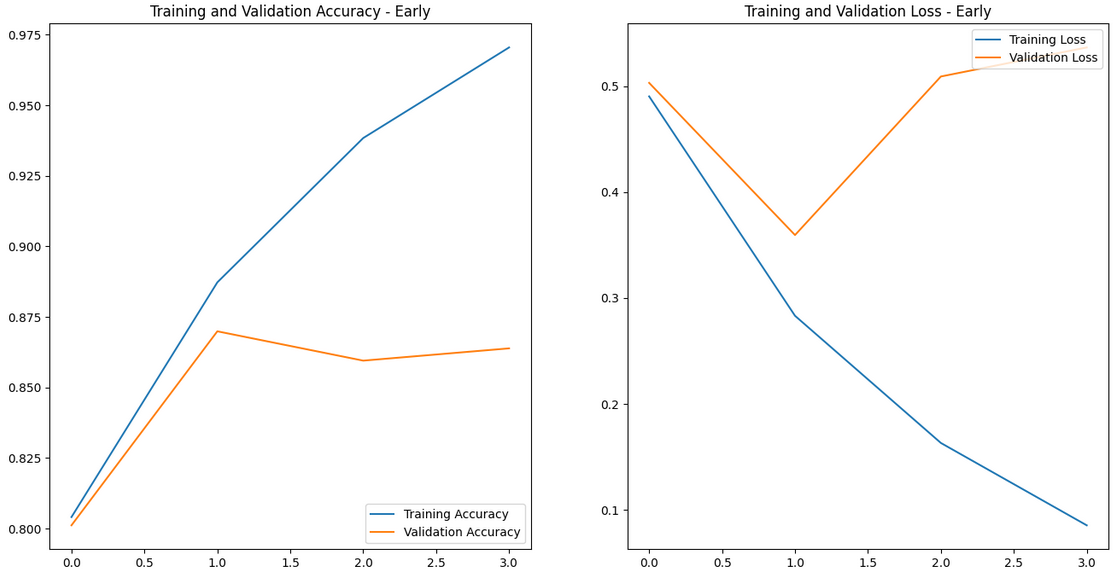 Training and Validation Accuracy - Early
0.975
0.950
0.925
0.900
0.875
0.850
0.825
0.800
Training Accuracy
Validation Accuracy
0.0 0.5 1.0 1.5 2.0 2.5 3.0
Training and Validation Loss - Early
Training Loss
Validation Loss
0.5
0.4
0.3
0.2
0.1
0.0 0.5 1.0 1.5 2.0 2.5 3.0